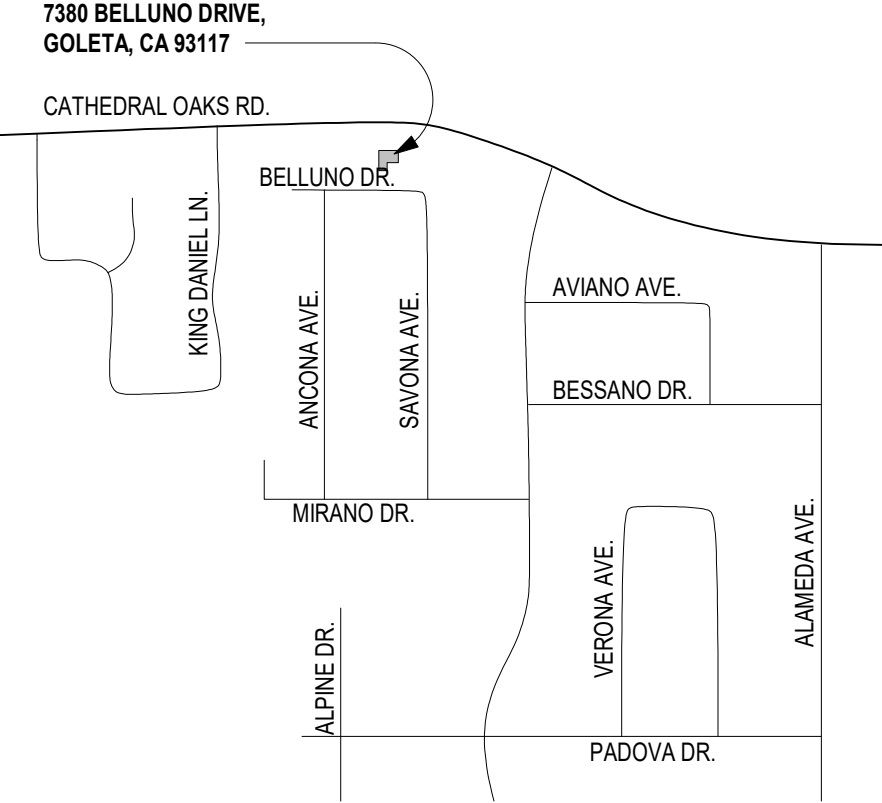 7380 BELLUNO DRIVE,
GOLETA, CA 93117
CATHEDRAL OAKS RD.
BELLUNO DR.
KING DANIEL LN.
ANCONA AVE.
SAVONA AVE.
AVIANO AVE.
BESSANO DR.
MIRANO DR.
ALPINE DR.
VERONA AVE.
ALAMEDA AVE.
PADOVA DR.